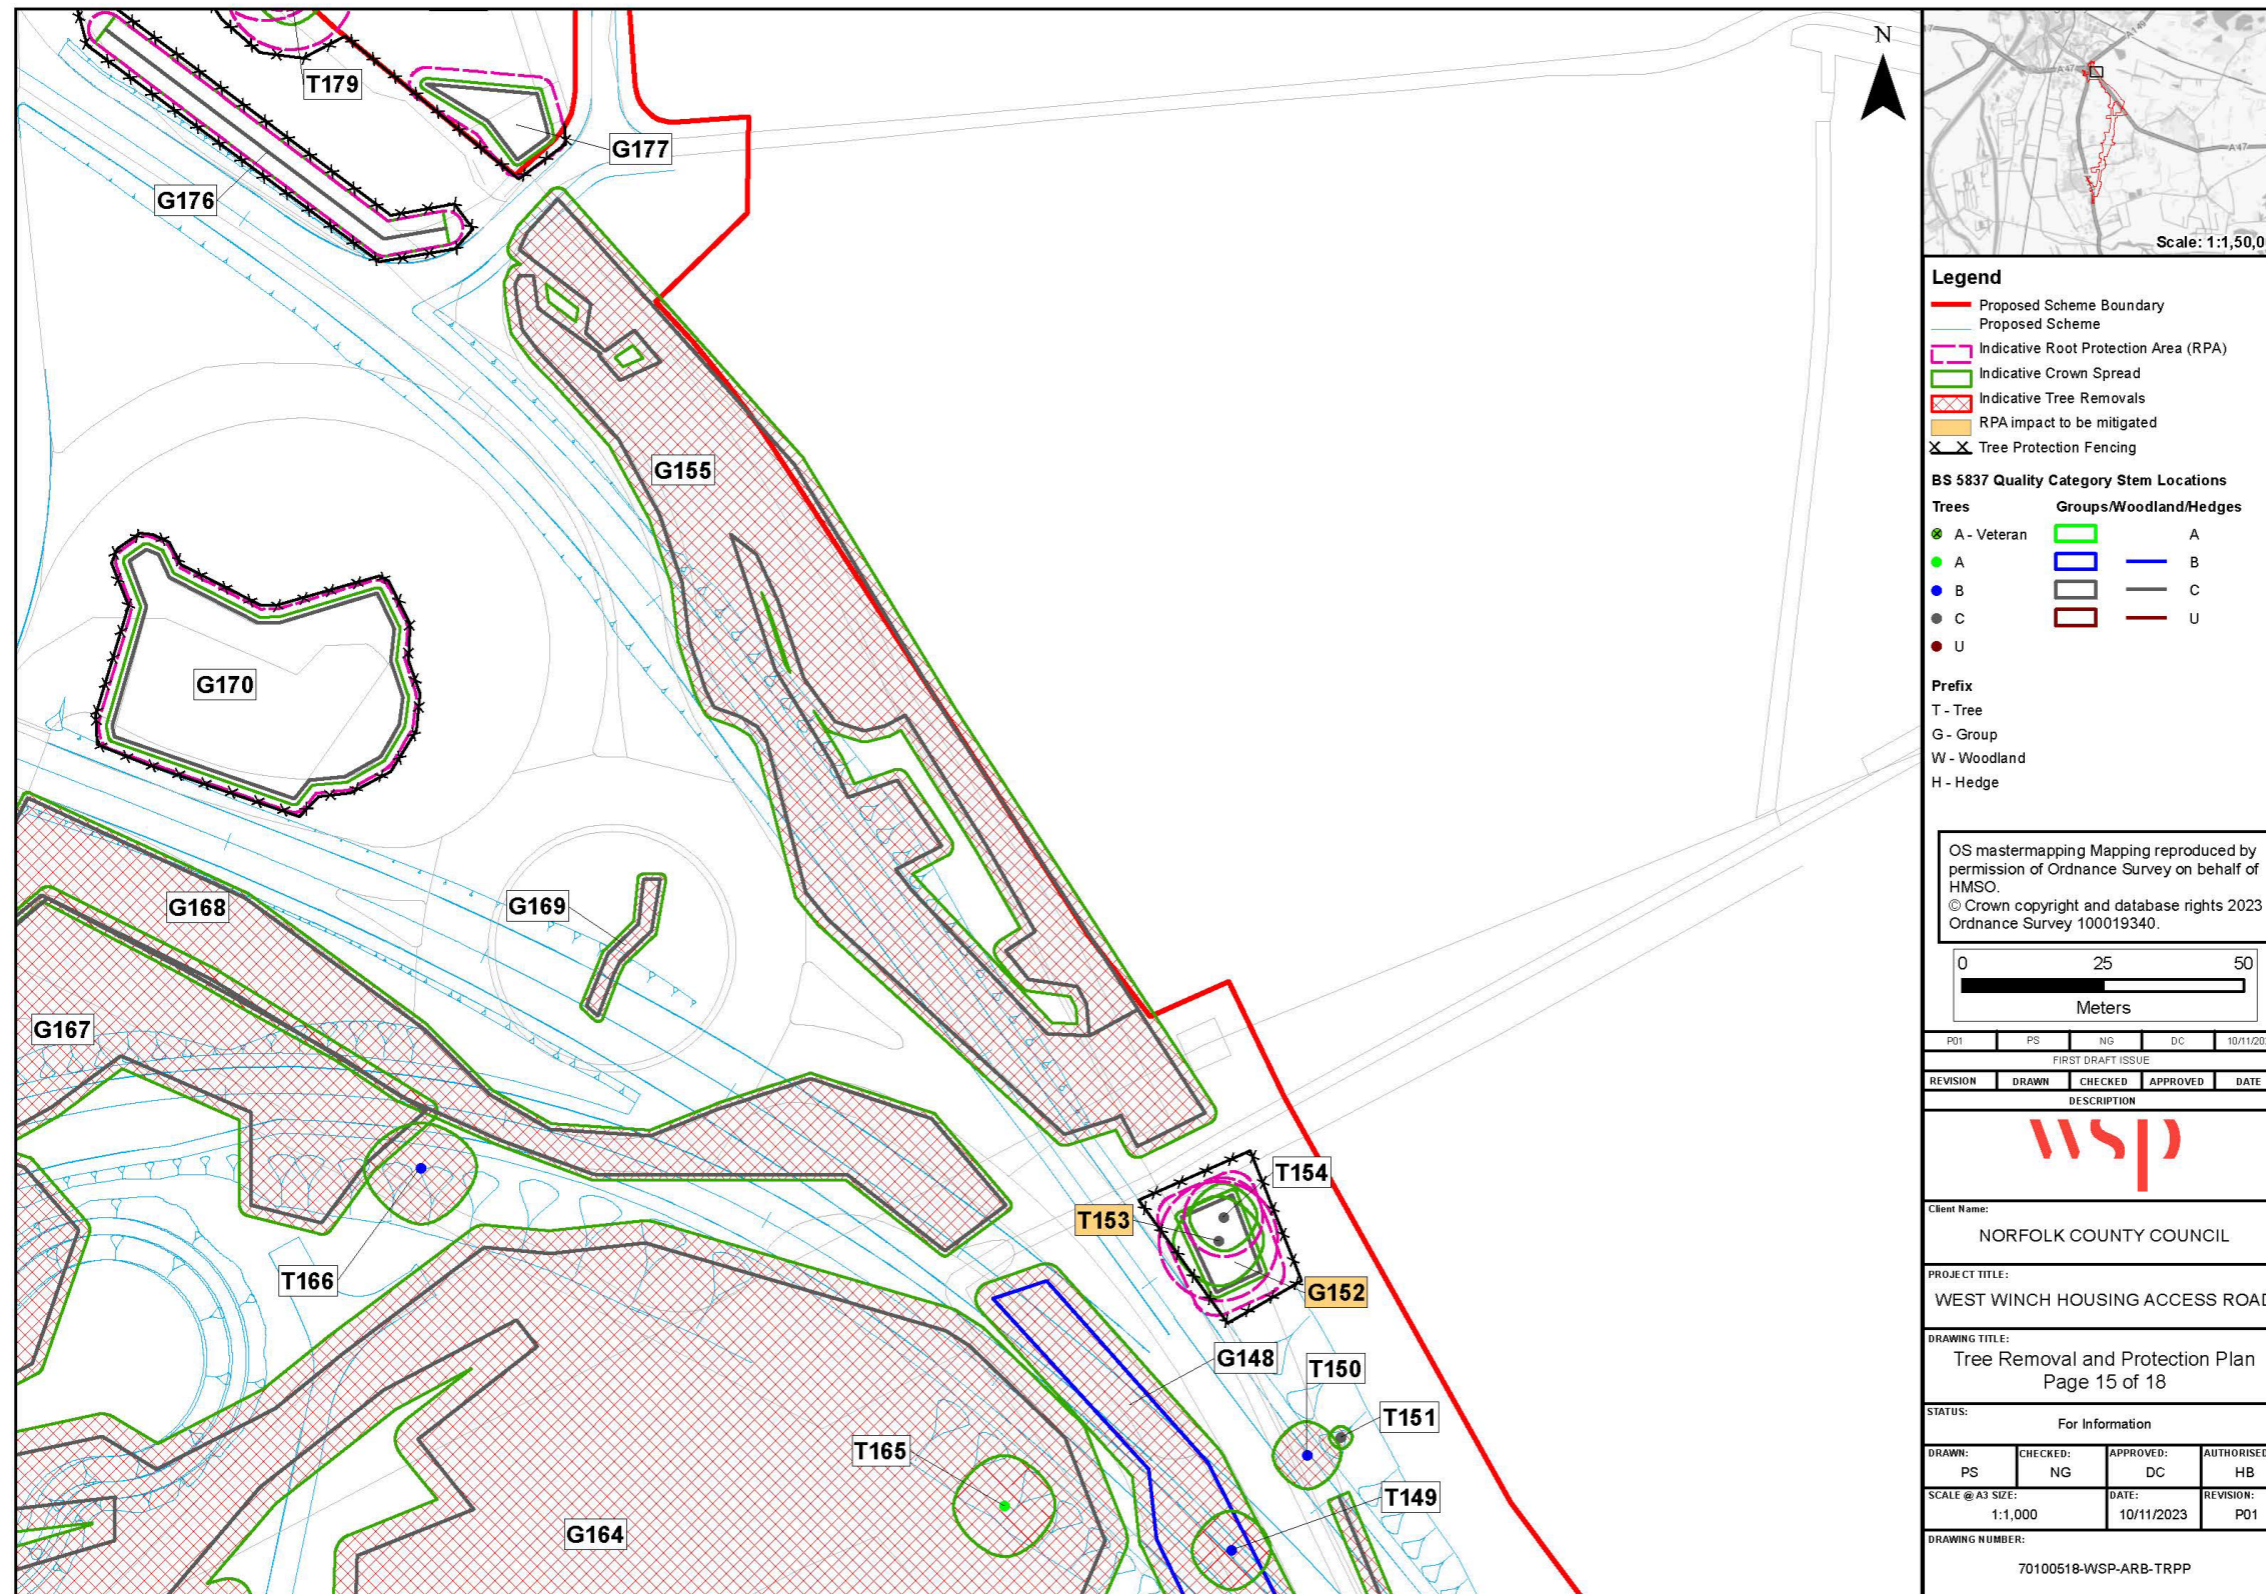 T179
G177
G176
G155
G170
G168
G169
G167
T154
T153
T166
G152
G148
T150
T151
T165
T149
G164
N
A47
A149
A47
Scale: 1:1,50,0
Legend
Proposed Scheme Boundary
Proposed Scheme
Indicative Root Protection Area (RPA)
Indicative Crown Spread
Indicative Tree Removals
RPA impact to be mitigated
Tree Protection Fencing
BS 5837 Quality Category Stem Locations
Trees Groups/Woodland/Hedges
A - Veteran A
A B
B C
C U
U
Prefix
T - Tree
G - Group
W - Woodland
H - Hedge
OS mastermapping Mapping reproduced by
permission of Ordnance Survey on behalf of
HMSO.
© Crown copyright and database rights 2023
Ordnance Survey 100019340.
0 25 50
Meters
P01 PS NG DC 10/11/20
FIRST DRAFT ISSUE
REVISION DRAWN CHECKED APPROVED DATE
DESCRIPTION
wsp
Client Name:
NORFOLK COUNTY COUNCIL
PROJECT TITLE:
WEST WINCH HOUSING ACCESS ROAD
DRAWING TITLE:
Tree Removal and Protection Plan
Page 15 of 18
STATUS:
For Information
DRAWN: CHECKED: APPROVED: AUTHORISED
PS NG DC HB
SCALE @ A3 SIZE: DATE: REVISION:
1:1,000 10/11/2023 P01
DRAWING NUMBER:
70100518-WSP-ARB-TRPP